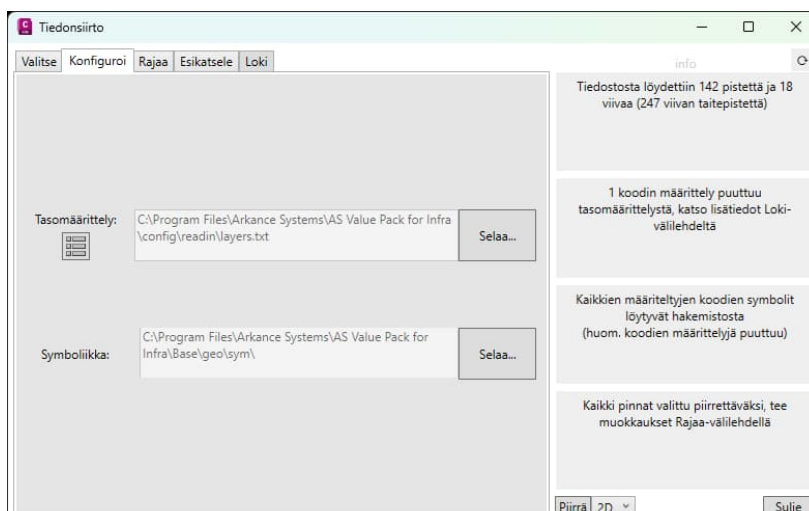 Tiedonsiirto
Valitse Konfiguroi Rajaa Esikatsele Loki
info
Tiedostosta löydettiin 142 pistettä ja 18
viivaa (247 viivan taitepistettä)
Tasomäärittely:
C:\Program Files\Arkance Systems\AS Value Pack for Infra
\config\readin\layers.txt
Selaa...
1 koodin määrittely puuttuu
tasomäärittelystä, katso lisätiedot Loki-
välilehdeltä
Symboliikka:
C:\Program Files\Arkance Systems\AS Value Pack for
Infra\Base\geo\sym\
Selaa...
Kaikkien määriteltyjen koodien symbolit
löytyvät hakemistosta
(huom. koodien määrittelyjä puuttuu)
Kaikki pinnat valittu piirrettäväksi, tee
muokkaukset Rajaa-välilehdellä
Piirrä 2D Sulje